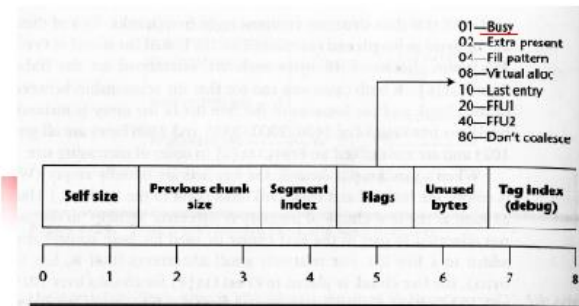 01—Busy
02—Extra present
04—Fill pattern
08—Virtual alloc
10—Last entry
20—FFU1
40—FFU2
80—Don't coalesce
Self size
Previous chunk
size
Segment
Index
Flags
Unused
bytes
Tag index
(debug)
0 1 2 3 4 5 6 7 8